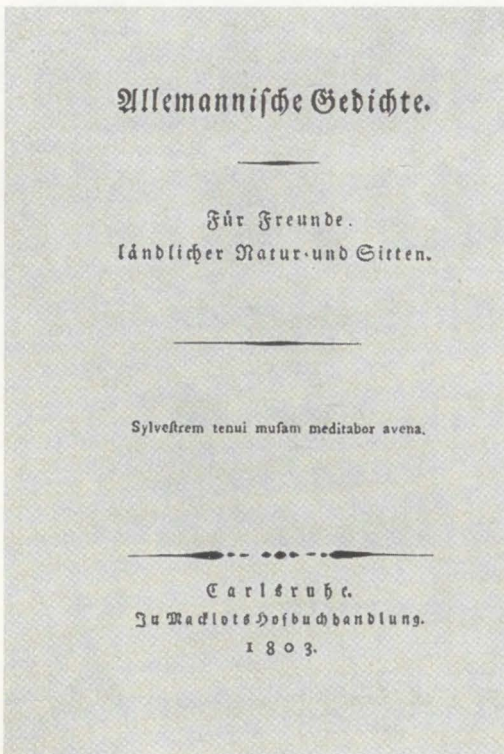 Allemanniſche Gedichte.
Für Freunde.
ländlicher Natur und Sitten.
Sylveſtrem tenui muſam meditabor avena.
Carlsruhe.
In Macklots Hofbuchhandlung.
1803.